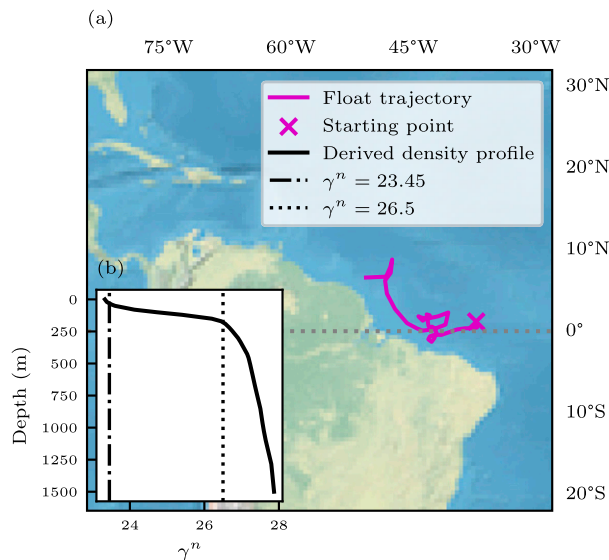 (a)
75°W 60°W 45°W 30°W
Float trajectory
Starting point
Derived density profile
γⁿ = 23.45
γⁿ = 26.5
30°N
20°N
10°N
0°
10°S
20°S
(b)
0
250
500
750
1000
1250
1500
Depth (m)
24 26 28
γⁿ